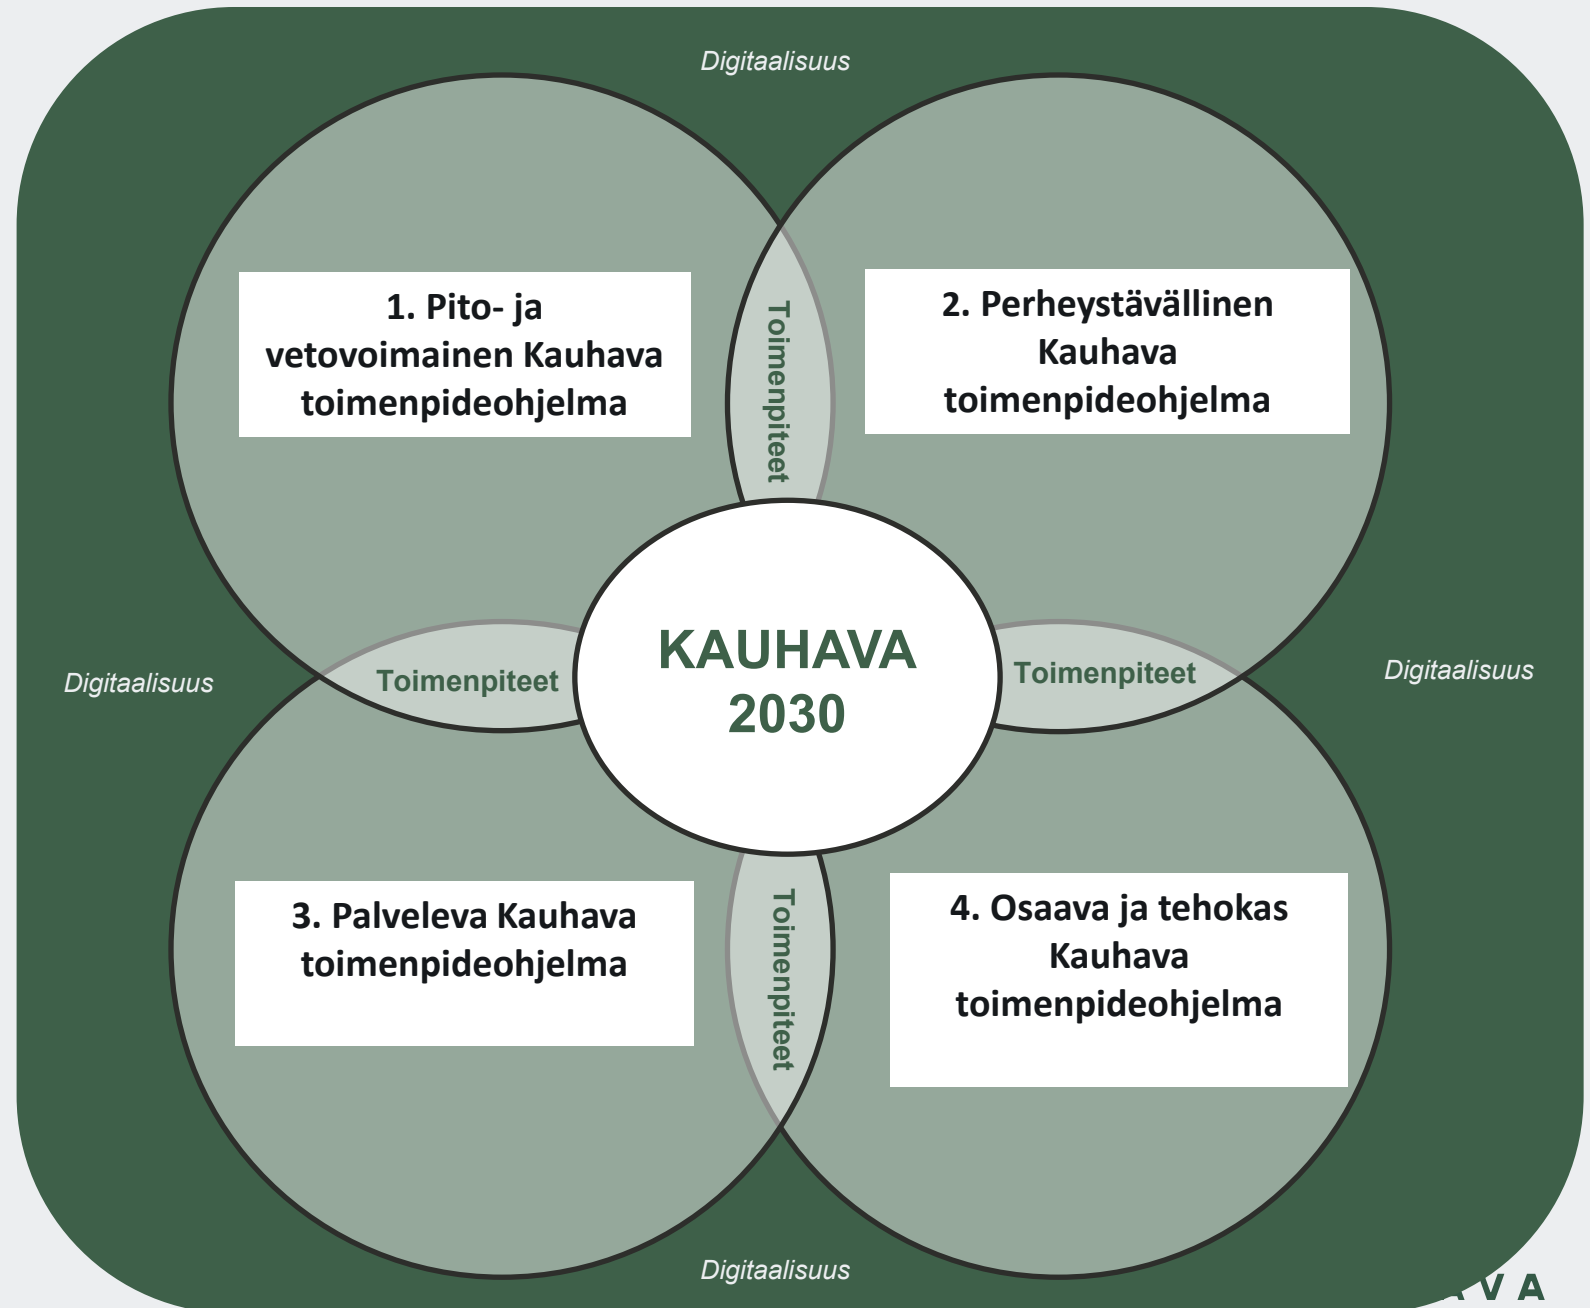 Digitaalisuus
1. Pito- ja
vetovoimainen Kauhava
toimenpideohjelma
Toimenpiteet
2. Perheystävällinen
Kauhava
toimenpideohjelma
Digitaalisuus
Toimenpiteet
KAUHAVA
2030
Toimenpiteet
Digitaalisuus
3. Palveleva Kauhava
toimenpideohjelma
Toimenpiteet
4. Osaava ja tehokas
Kauhava
toimenpideohjelma
Digitaalisuus
AVA